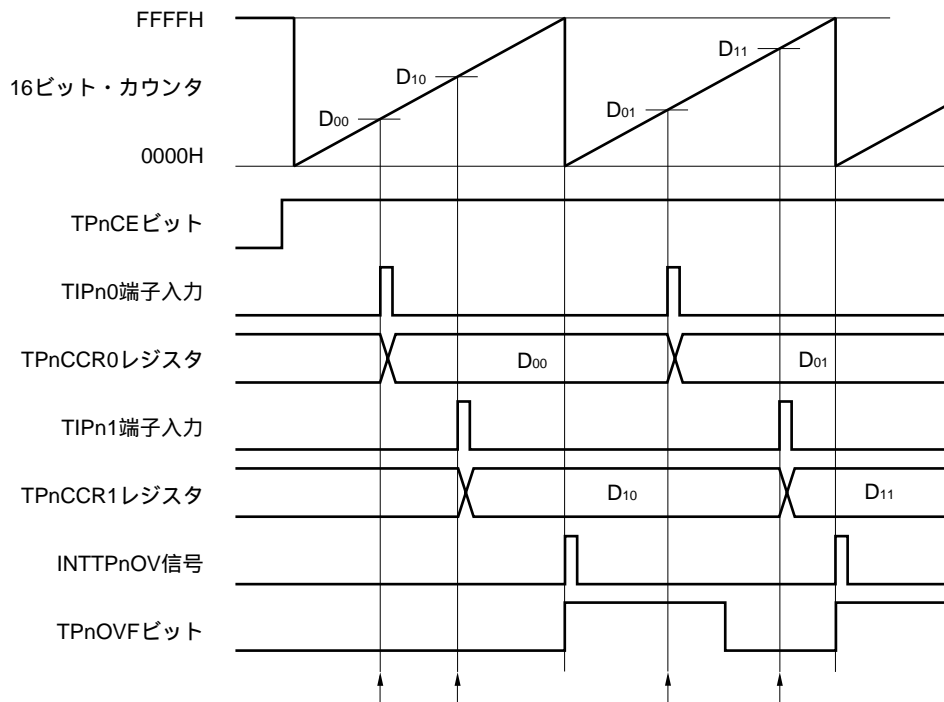 FFFFH
16ビット・カウンタ
0000H
D00
D10
D01
D11
TPnCEビット
TIPn0端子入力
TPnCCR0レジスタ
D00
D01
TIPn1端子入力
TPnCCR1レジスタ
D10
D11
INTTPnOV信号
TPnOVFビット